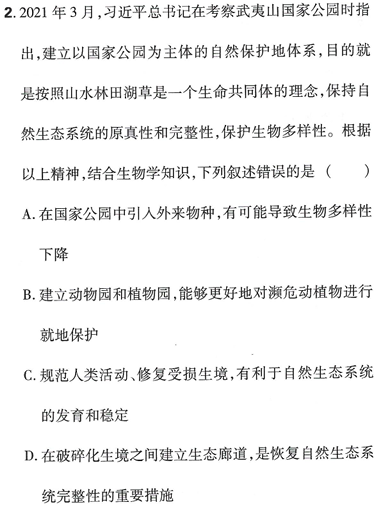 2. 2021 年 3 月,习近平总书记在考察武夷山国家公园时指
出,建立以国家公园为主体的自然保护地体系,目的就
是按照山水林田湖草是一个生命共同体的理念,保持自
然生态系统的原真性和完整性,保护生物多样性。根据
以上精神,结合生物学知识,下列叙述错误的是 (　　)
A. 在国家公园中引入外来物种,有可能导致生物多样性
下降
B. 建立动物园和植物园,能够更好地对濒危动植物进行
就地保护
C. 规范人类活动、修复受损生境,有利于自然生态系统
的发育和稳定
D. 在破碎化生境之间建立生态廊道,是恢复自然生态系
统完整性的重要措施